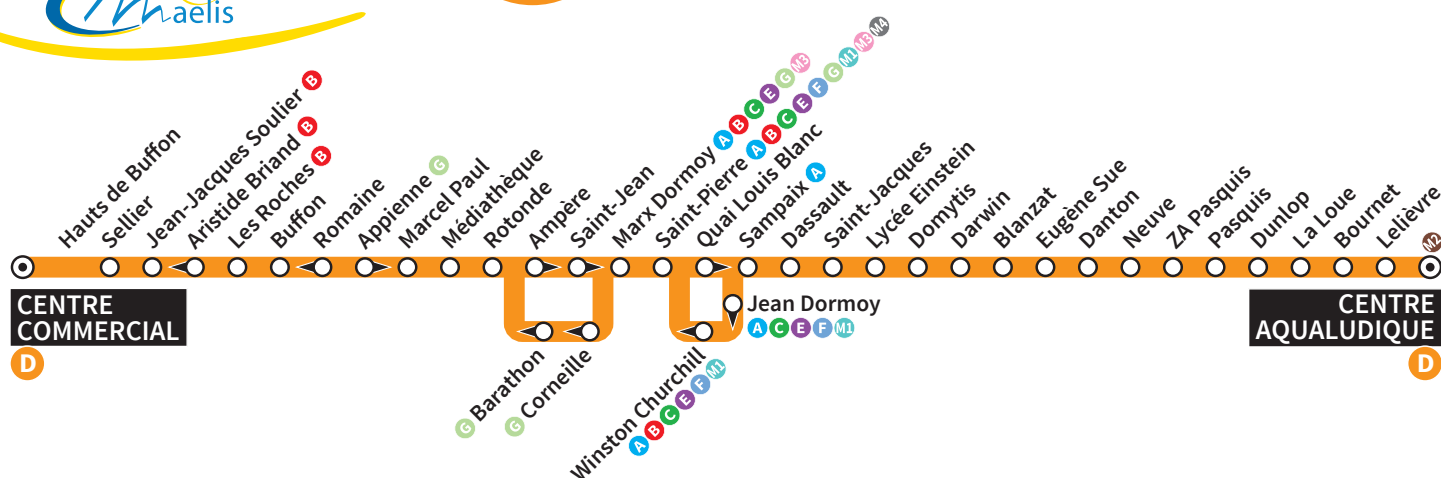 maelis
Hauts de Buffon
Sellier
Jean-Jacques Soulier B
Aristide Briand B
Les Roches B
Buffon
Romaine
Appienne G
Marcel Paul
Médiathèque
Rotonde
Ampère
Saint-Jean
Marx Dormoy A B C E G M3
Saint-Pierre A B C E F G M1 M3 M4
Quai Louis Blanc
Sampaix A
Dassault
Saint-Jacques
Lycée Einstein
Domytis
Darwin
Blanzat
Eugène Sue
Danton
Neuve
ZA Pasquis
Pasquis
Dunlop
La Loue
Bournet
Lelièvre
M2
CENTRE
COMMERCIAL
D
Jean Dormoy
A C E F M1
CENTRE
AQUALUDIQUE
D
G Barathon
G Corneille
Winston Churchill
A B C E F M1